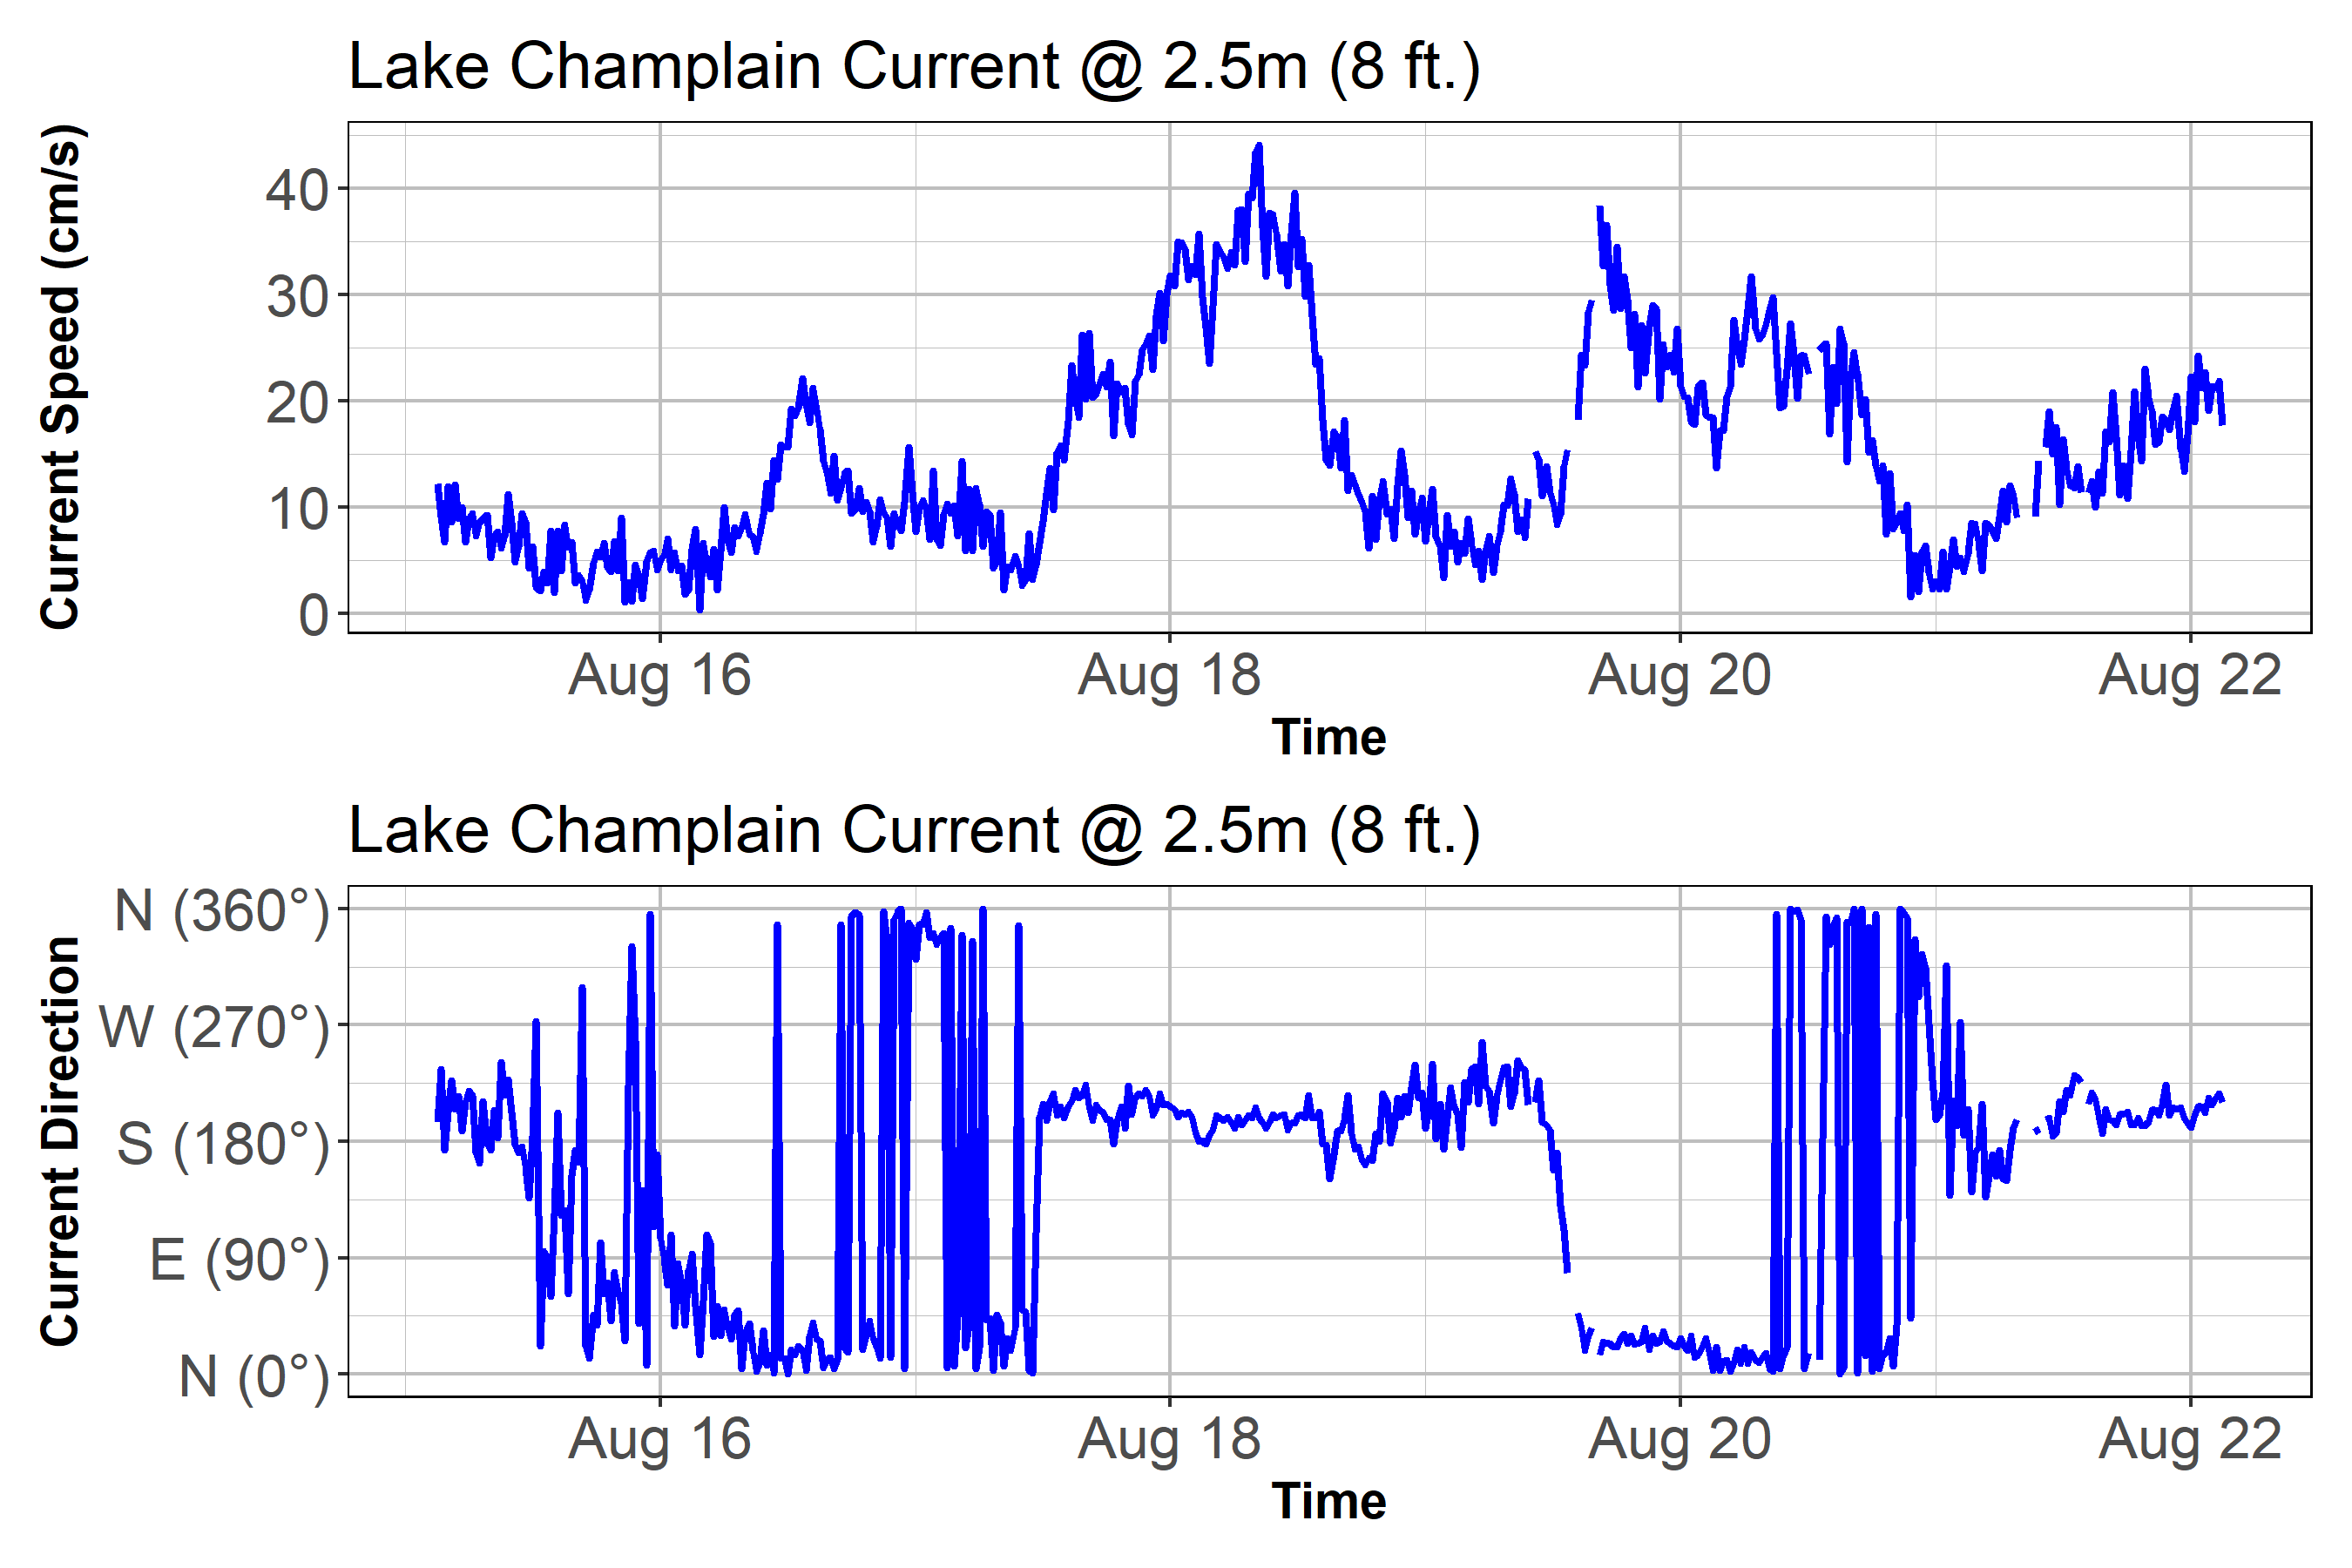 Lake Champlain Current @ 2.5m (8 ft.)
Current Speed (cm/s)
40
30
20
10
0
Aug 16 Aug 18 Aug 20 Aug 22
Time
Lake Champlain Current @ 2.5m (8 ft.)
Current Direction
N (360°)
W (270°)
S (180°)
E (90°)
N (0°)
Aug 16 Aug 18 Aug 20 Aug 22
Time